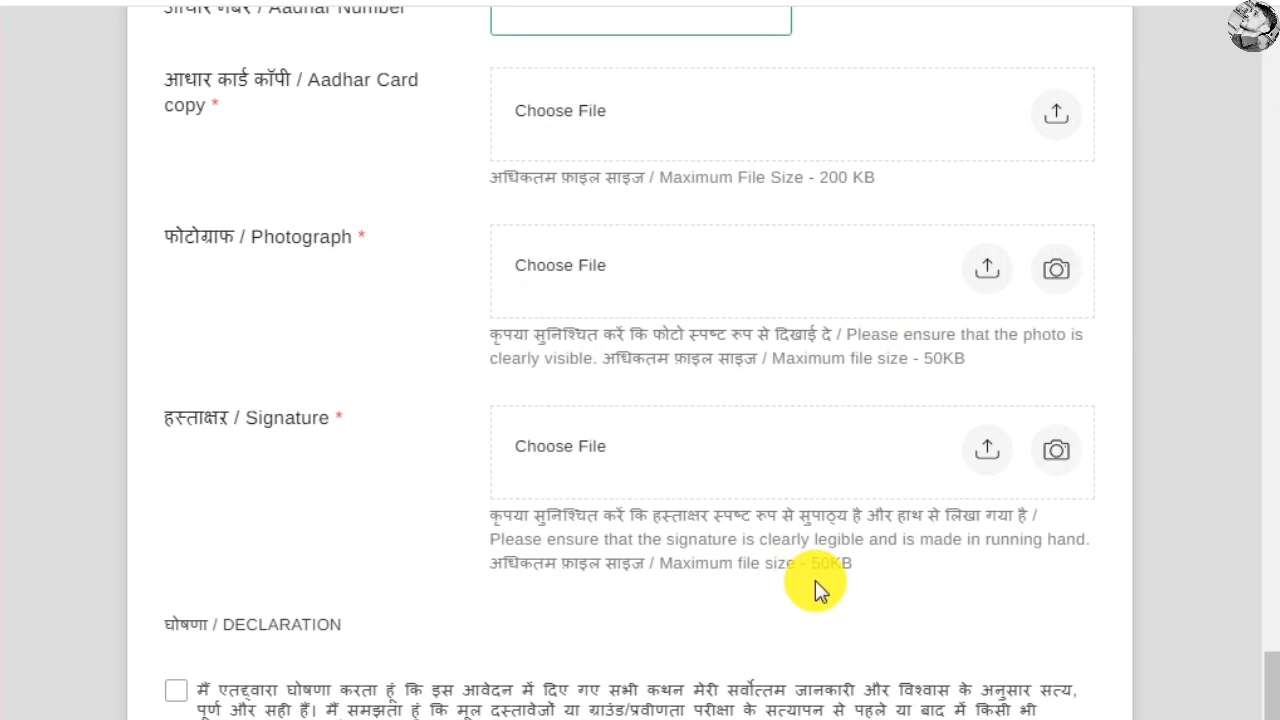 आधार नंबर / Aadhar Number
आधार कार्ड कॉपी / Aadhar Card
copy *
Choose File
अधिकतम फ़ाइल साइज / Maximum File Size - 200 KB
फोटोग्राफ / Photograph *
Choose File
कृपया सुनिश्चित करें कि फोटो स्पष्ट रूप से दिखाई दे / Please ensure that the photo is
clearly visible. अधिकतम फ़ाइल साइज / Maximum file size - 50KB
हस्ताक्षऱ / Signature *
Choose File
कृपया सुनिश्चित करें कि हस्ताक्षर स्पष्ट रूप से सुपाठ्य है और हाथ से लिखा गया है /
Please ensure that the signature is clearly legible and is made in running hand.
अधिकतम फ़ाइल साइज / Maximum file size - 50KB
घोषणा / DECLARATION
मैं एतद्द्वारा घोषणा करता हूं कि इस आवेदन में दिए गए सभी कथन मेरी सर्वोत्तम जानकारी और विश्वास के अनुसार सत्य,
पूर्ण और सही हैं। मैं समझता हूं कि मूल दस्तावेजों या ग्राउंड/प्रवीणता परीक्षा के सत्यापन से पहले या बाद में किसी भी